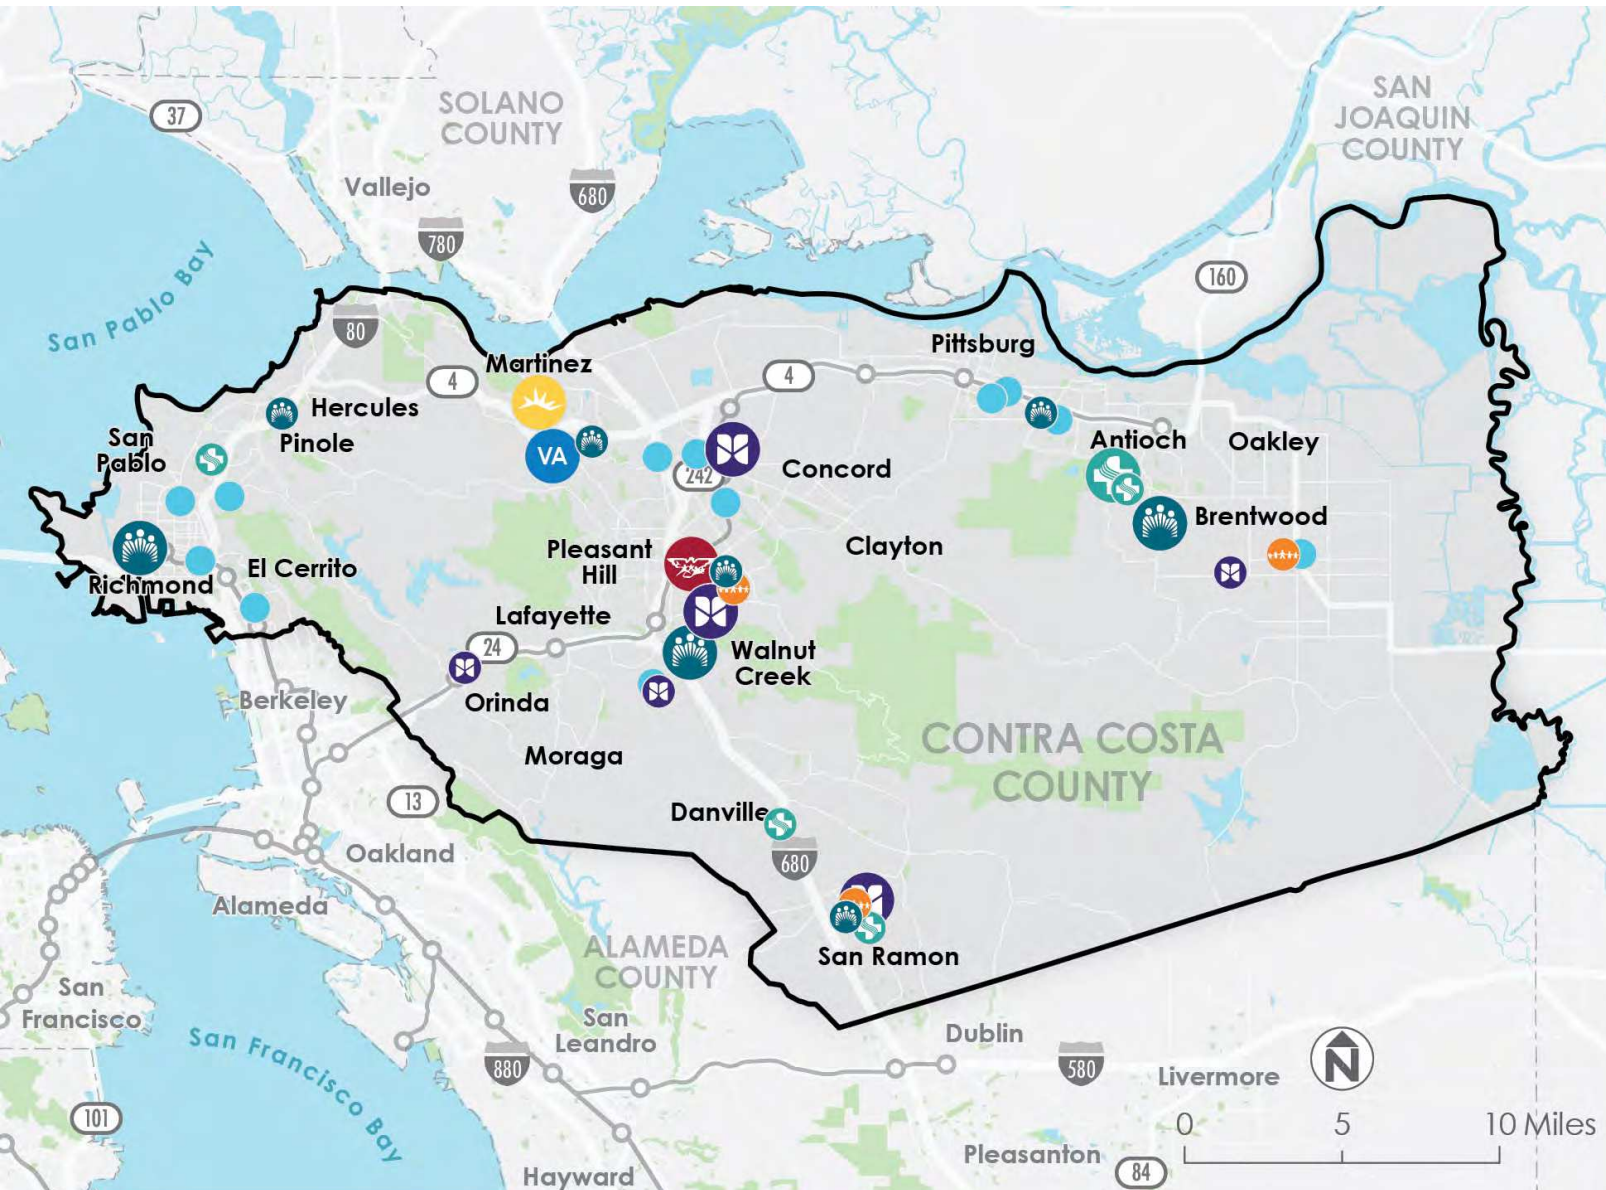 SOLANO
COUNTY
SAN
JOAQUIN
COUNTY
37
Vallejo
680
780
160
San Pablo Bay
80
Pittsburg
Martinez
4
4
Hercules
San
Pablo
Pinole
Antioch
Oakley
VA
Concord
242
Brentwood
Pleasant
Hill
Clayton
El Cerrito
Richmond
Lafayette
24
Walnut
Creek
Orinda
Berkeley
Moraga
CONTRA COSTA
COUNTY
13
Danville
680
Oakland
Alameda
ALAMEDA
COUNTY
San Ramon
San
Francisco
San
Leandro
Dublin
San Francisco Bay
880
580
Livermore
N
101
0 5 10 Miles
Pleasanton
84
Hayward